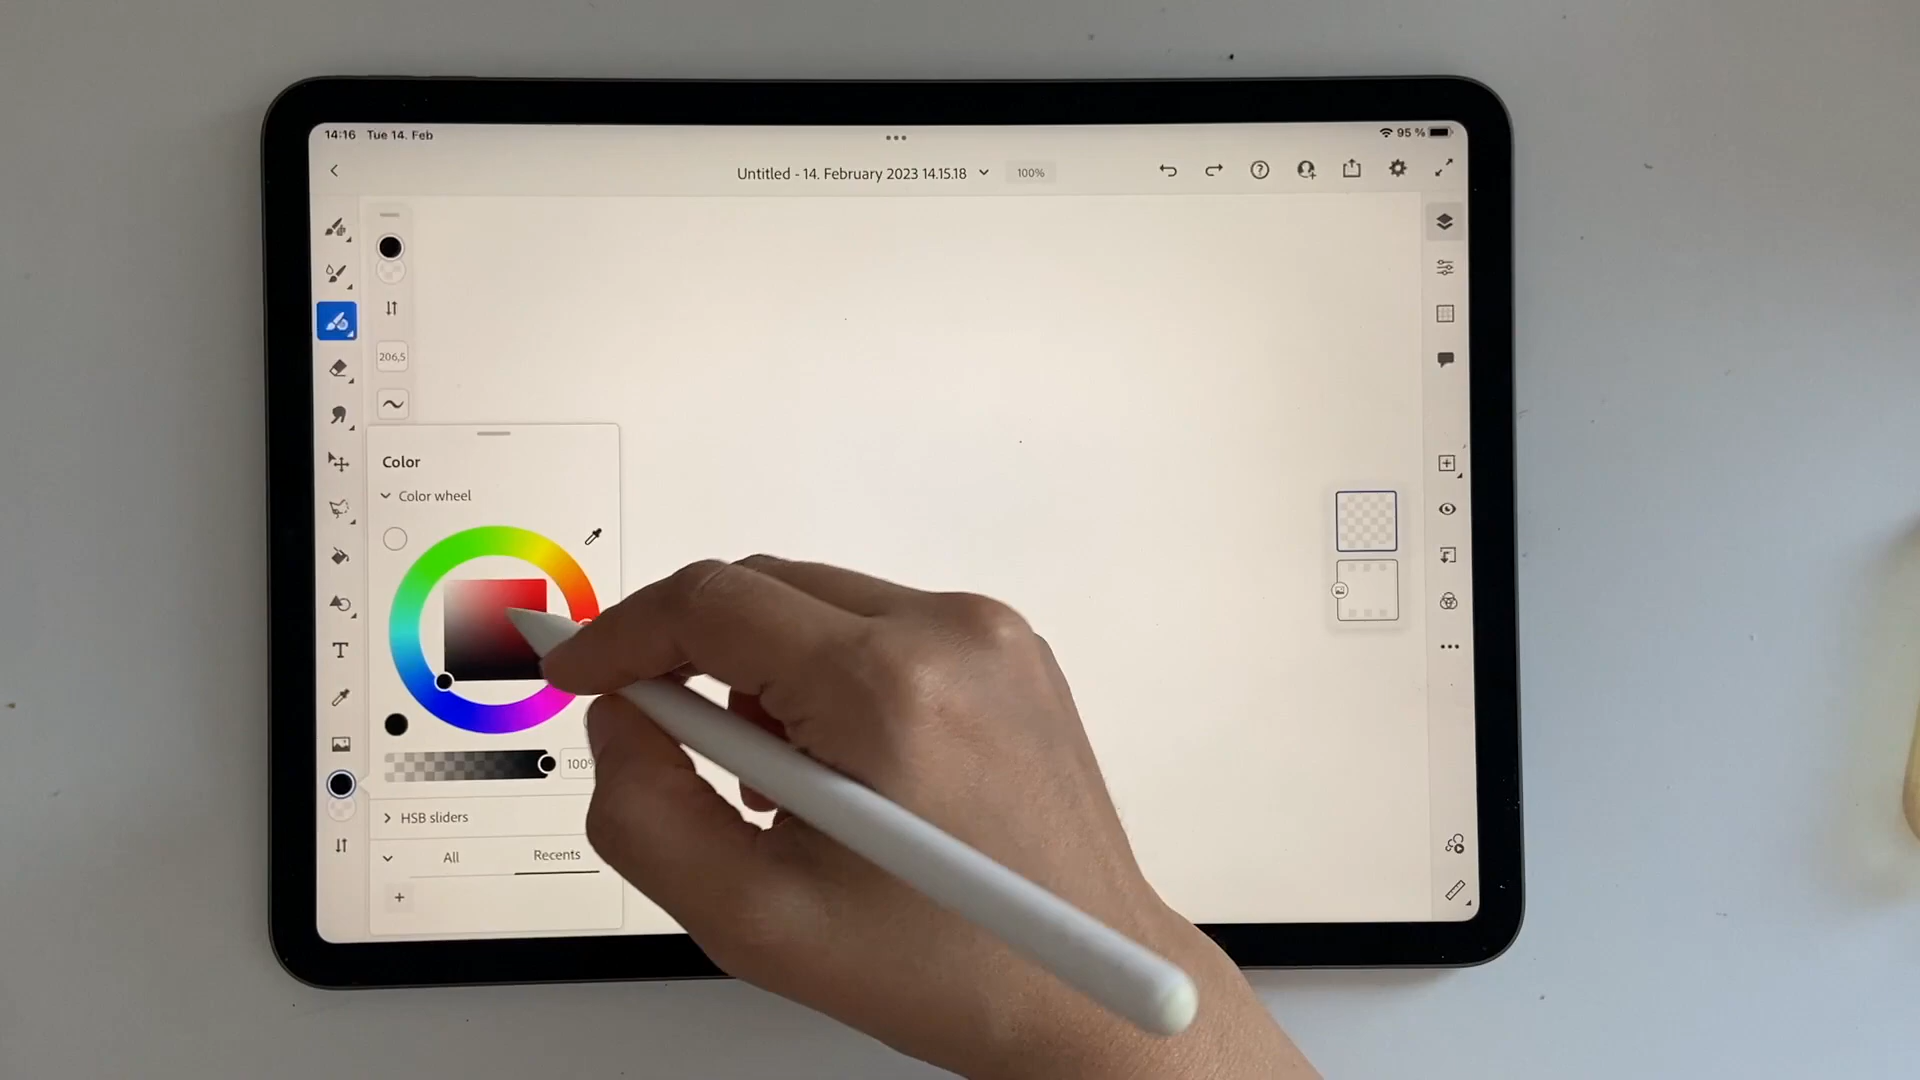 14:16 Tue 14. Feb
95 %
Untitled - 14. February 2023 14.15.18
100%
206,5
Color
Color wheel
T
100%
HSB sliders
All
Recents